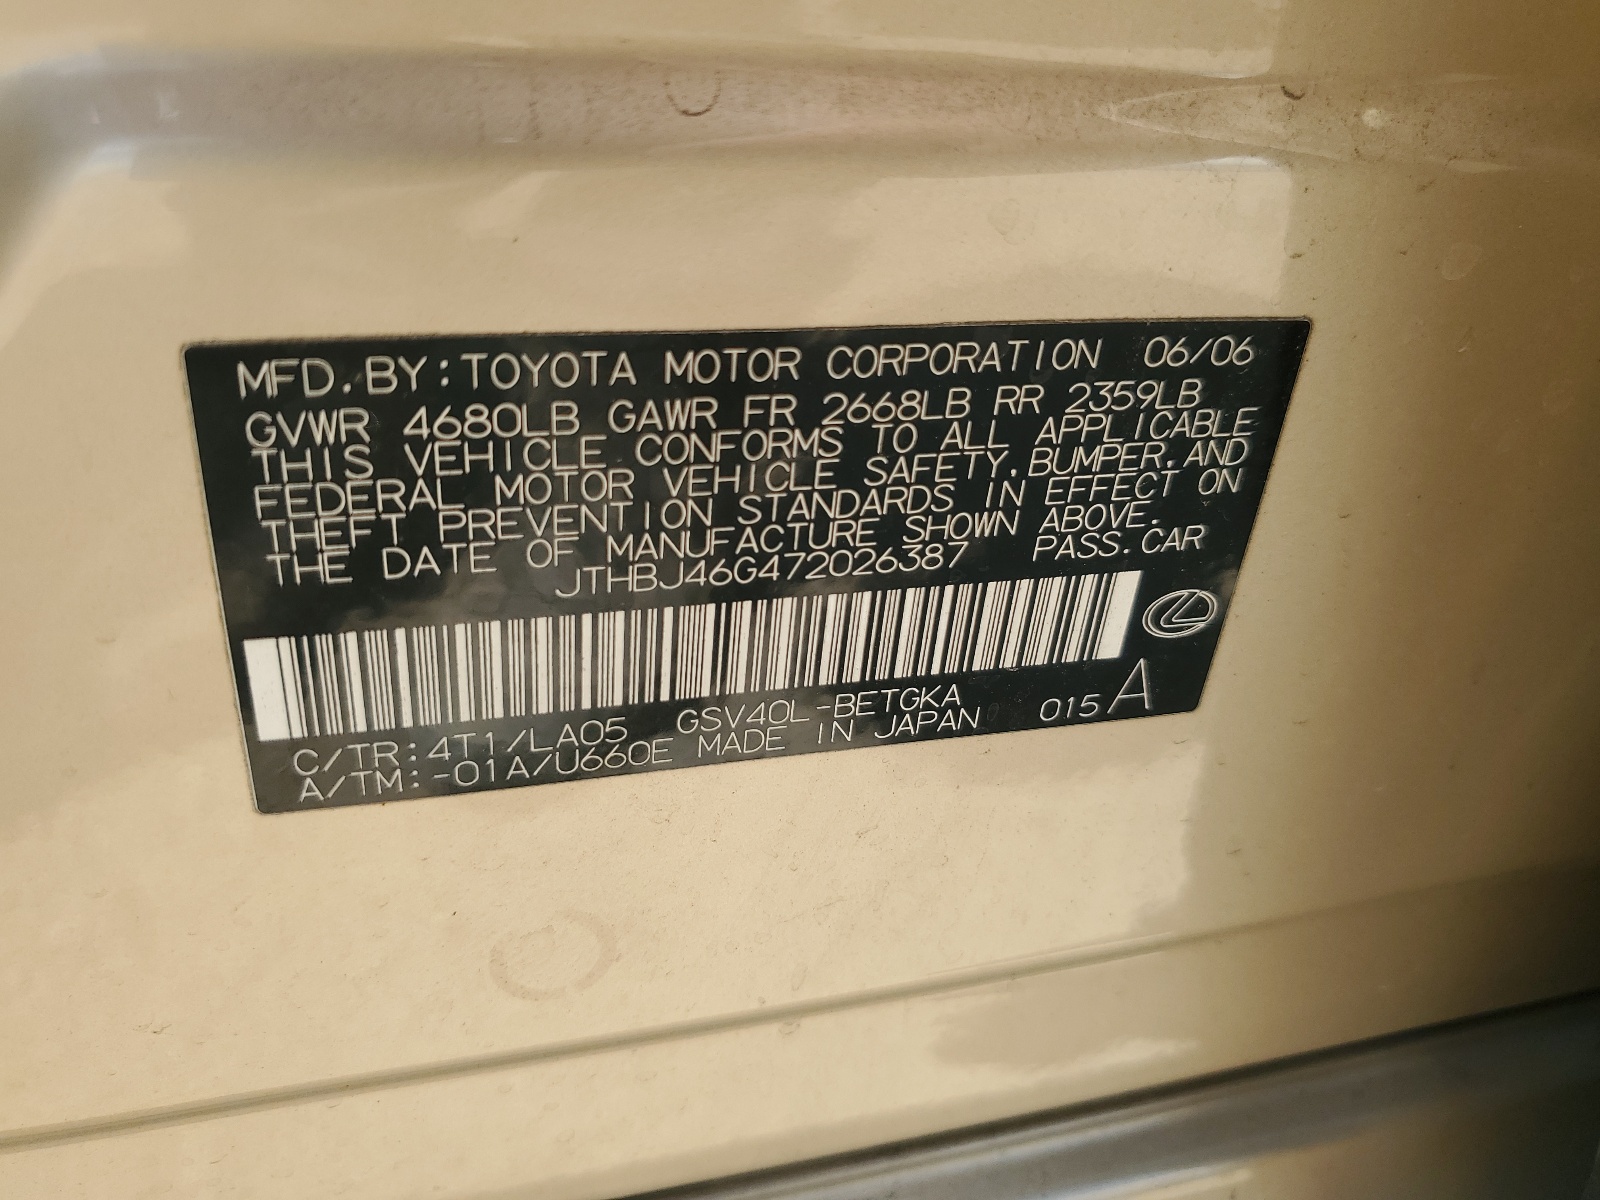 MFD. BY: TOYOTA MOTOR CORPORATION 06/06
GVWR 4680LB GAWR FR 2668LB RR 2359LB
THIS VEHICLE CONFORMS TO ALL APPLICABLE
FEDERAL MOTOR VEHICLE SAFETY, BUMPER, AND
THEFT PREVENTION STANDARDS IN EFFECT ON
THE DATE OF MANUFACTURE SHOWN ABOVE.
JTHBJ46G472026387 PASS. CAR
C/TR: 4T1/LA05 GSV40L-BETGKA 015 A
A/TM: -01A/U660E MADE IN JAPAN